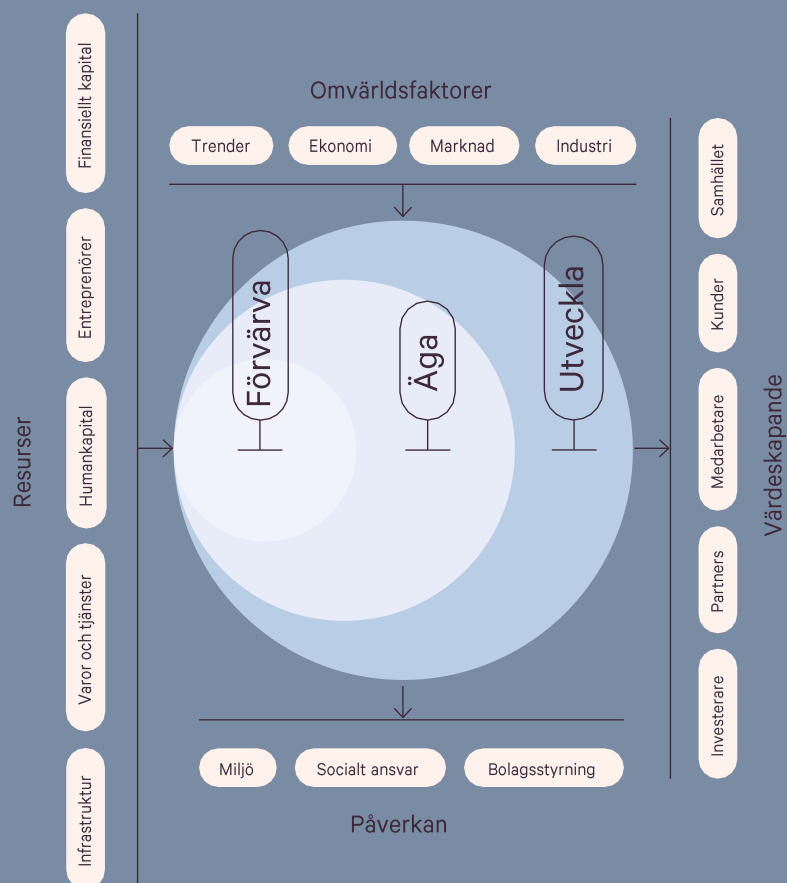 Resurser
Finansiellt kapital
Entreprenörer
Humankapital
Varor och tjänster
Infrastruktur
Omvärldsfaktorer
Trender
Ekonomi
Marknad
Industri
Förvärva
Äga
Utveckla
Miljö
Socialt ansvar
Bolagsstyrning
Påverkan
Samhället
Kunder
Medarbetare
Partners
Investerare
Värdeskapande